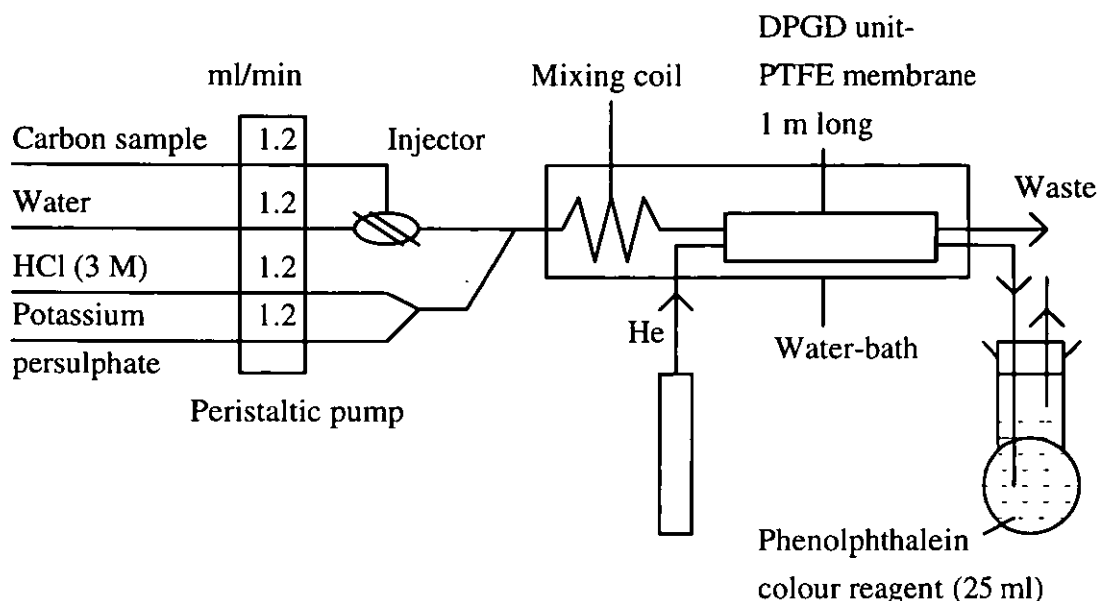 DPGD unit-
PTFE membrane
1 m long
ml/min
Mixing coil
Carbon sample
1.2
Injector
Waste
Water
1.2
HCl (3 M)
1.2
Potassium
persulphate
1.2
He
Water-bath
Peristaltic pump
Phenolphthalein
colour reagent (25 ml)